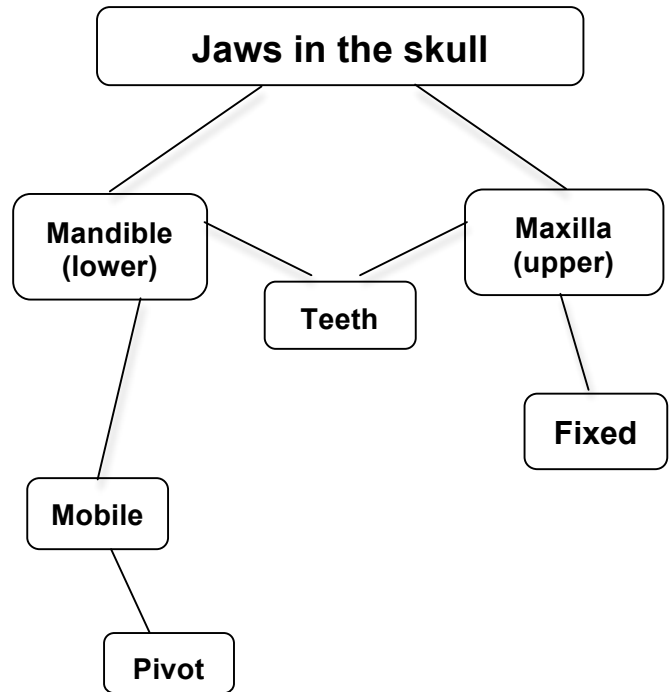 Jaws in the skull
Mandible
(lower)
Maxilla
(upper)
Teeth
Fixed
Mobile
Pivot